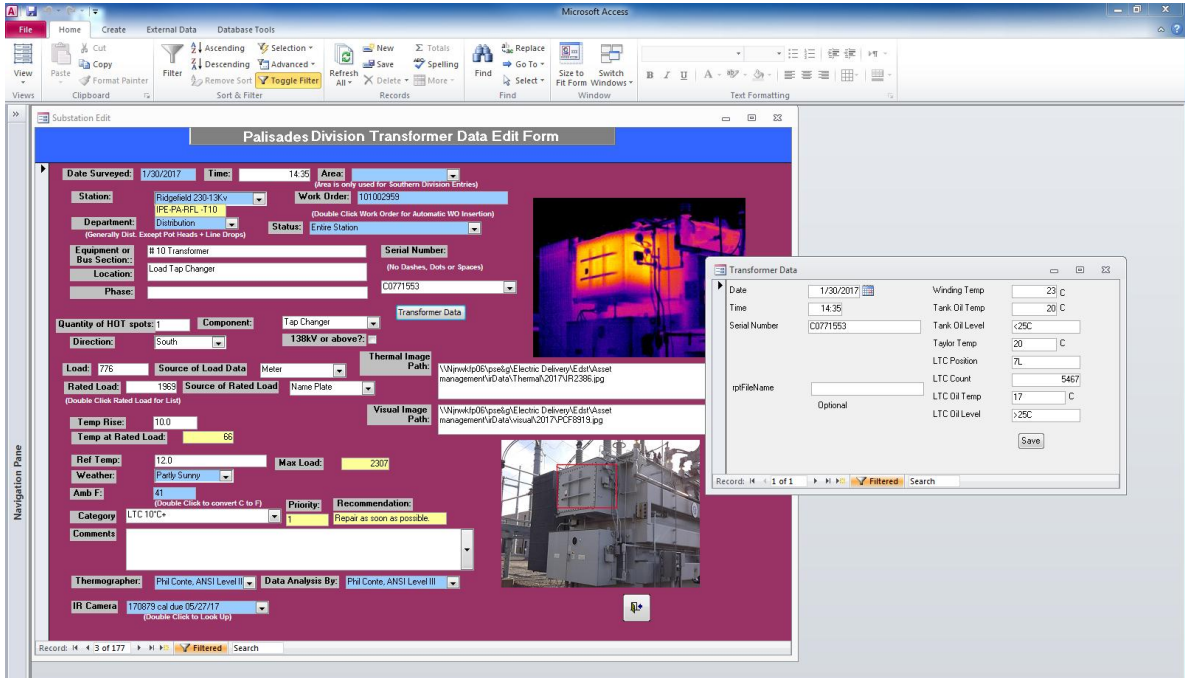 Microsoft Access
File Home Create External Data Database Tools
View
Views
Paste
Cut
Copy
Format Painter
Clipboard
Filter
Ascending
Descending
Remove Sort
Selection
Advanced
Toggle Filter
Sort & Filter
Refresh All
New
Save
Delete
Totals
Spelling
More
Records
Find
Replace
Go To
Select
Find
Size to Fit Form
Switch Windows
Window
B I U A
Text Formatting
Navigation Pane
Substation Edit
Palisades Division Transformer Data Edit Form
Date Surveyed: 1/30/2017 Time: 14:35 Area:
(Area is only used for Southern Division Entries)
Station: Ridgefield 230-13Kv Work Order: 101002959
IPE-PA-RFL -T10
(Double Click Work Order for Automatic WO Insertion)
Department: Distribution Status: Entire Station
(Generally Dist. Except Pot Heads + Line Drops)
Equipment or Bus Section:: # 10 Transformer Serial Number:
Location: Load Tap Changer (No Dashes, Dots or Spaces)
Phase: C0771553
Transformer Data
Quantity of HOT spots: 1 Component: Tap Changer
Direction: South 138kV or above?:
Load: 776 Source of Load Data Meter
Thermal Image Path: \\Njnwkfp06\pse&g\Electric Delivery\Edst\Asset
management\irData\Thermal\2017\IR2386.jpg
Rated Load: 1969 Source of Rated Load Name Plate
(Double Click Rated Load for List)
Visual Image Path: \\Njnwkfp06\pse&g\Electric Delivery\Edst\Asset
management\irData\visual\2017\PCF8919.jpg
Temp Rise: 10.0
Temp at Rated Load: 66
Ref Temp: 12.0 Max Load: 2307
Weather: Partly Sunny
Amb F: 41
(Double Click to convert C to F)
Category LTC 10°C+ Priority: 1 Recommendation: Repair as soon as possible.
Comments
Thermographer: Phil Conte, ANSI Level II Data Analysis By: Phil Conte, ANSI Level III
IR Camera 170879 cal due 05/27/17
(Double Click to Look Up)
Record: 3 of 177 Filtered Search
Transformer Data
Date 1/30/2017 Winding Temp 23 C
Time 14:35 Tank Oil Temp 20 C
Serial Number C0771553 Tank Oil Level <25C
Taylor Temp 20 C
LTC Position 7L
rptFileName LTC Count 5467
Optional LTC Oil Temp 17 C
LTC Oil Level >25C
Save
Record: 1 of 1 Filtered Search